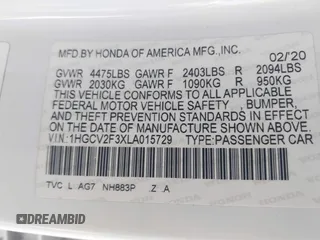 MFD.BY HONDA OF AMERICA MFG.,INC. 02/'20
GVWR 4475LBS GAWR F 2403LBS R 2094LBS
GVWR 2030KG GAWR F 1090KG R 950KG
THIS VEHICLE CONFORMS TO ALL APPLICABLE
FEDERAL MOTOR VEHICLE SAFETY, BUMPER,
AND THEFT PREVENTION STANDARDS IN EFFECT
ON THE DATE OF MANUFACTURE SHOWN ABOVE.
V.I.N:1HGCV2F3XLA015729 TYPE:PASSENGER CAR
TVC L AG7 NH883P Z A
DREAMBID